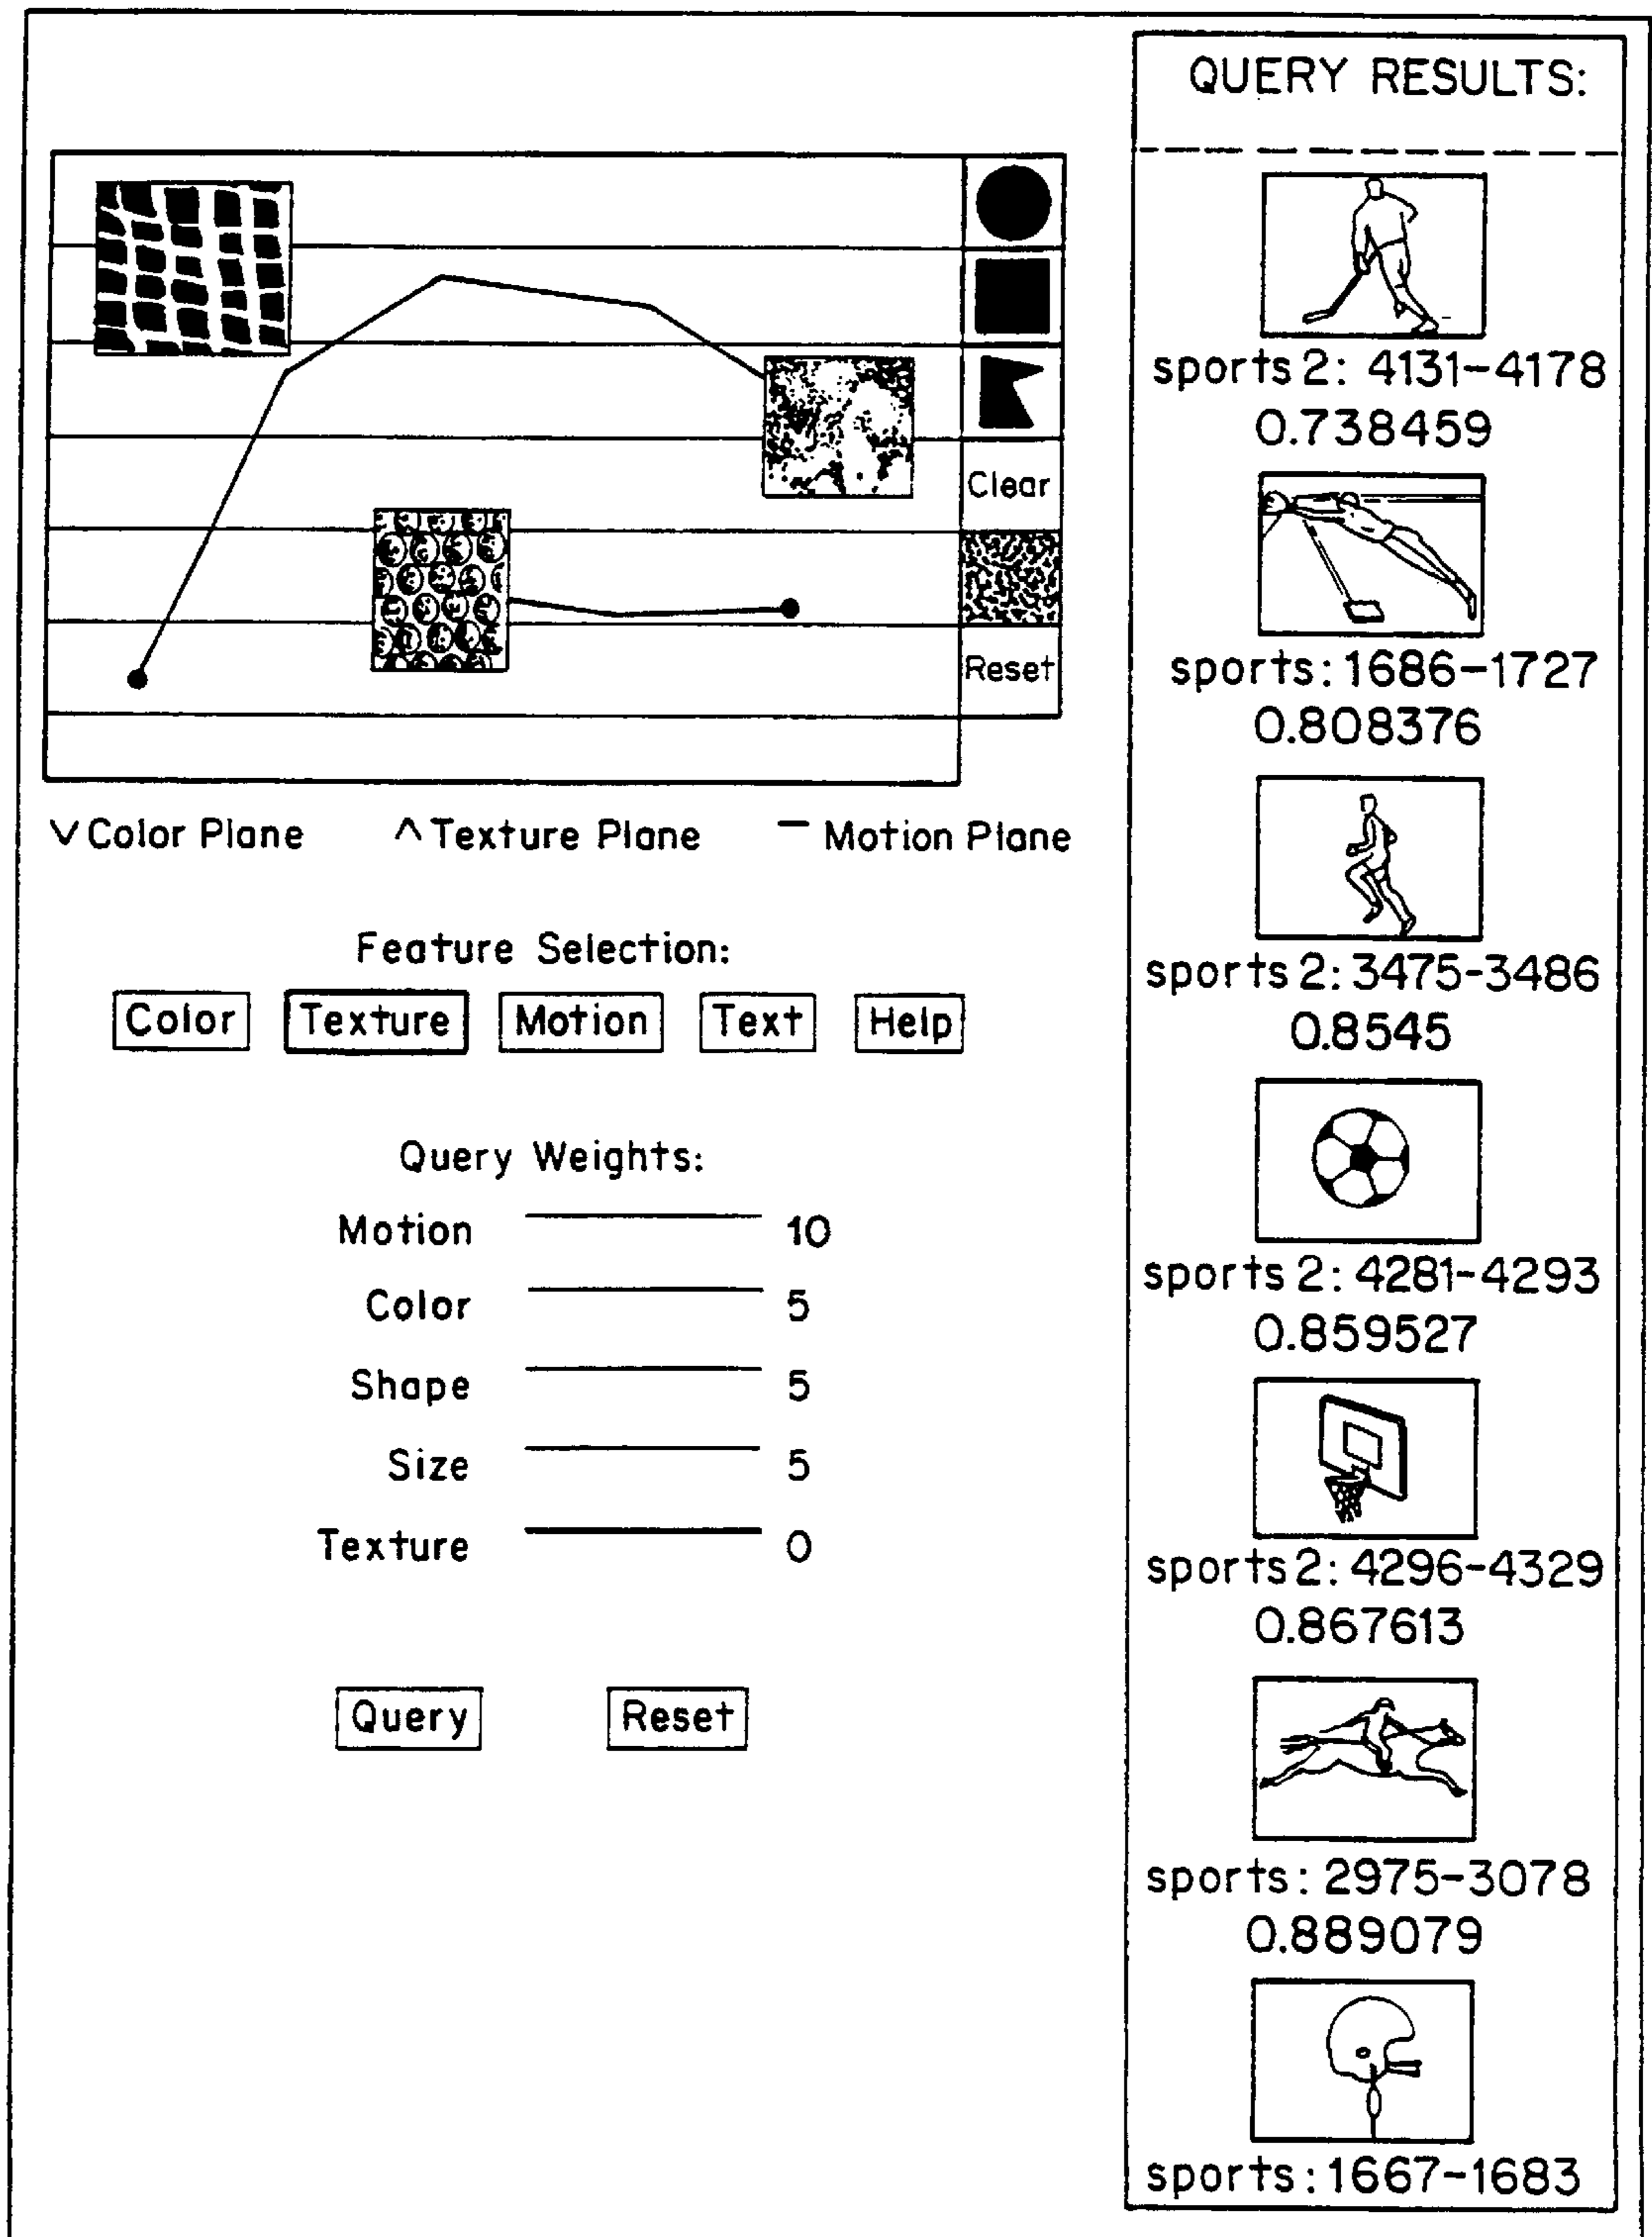 Clear
Reset
∨ Color Plane ∧ Texture Plane – Motion Plane
Feature Selection:
Color Texture Motion Text Help
Query Weights:
Motion 10
Color 5
Shape 5
Size 5
Texture 0
Query Reset
QUERY RESULTS:
sports 2: 4131-4178
0.738459
sports: 1686-1727
0.808376
sports 2: 3475-3486
0.8545
sports 2: 4281-4293
0.859527
sports 2: 4296-4329
0.867613
sports: 2975-3078
0.889079
sports: 1667-1683